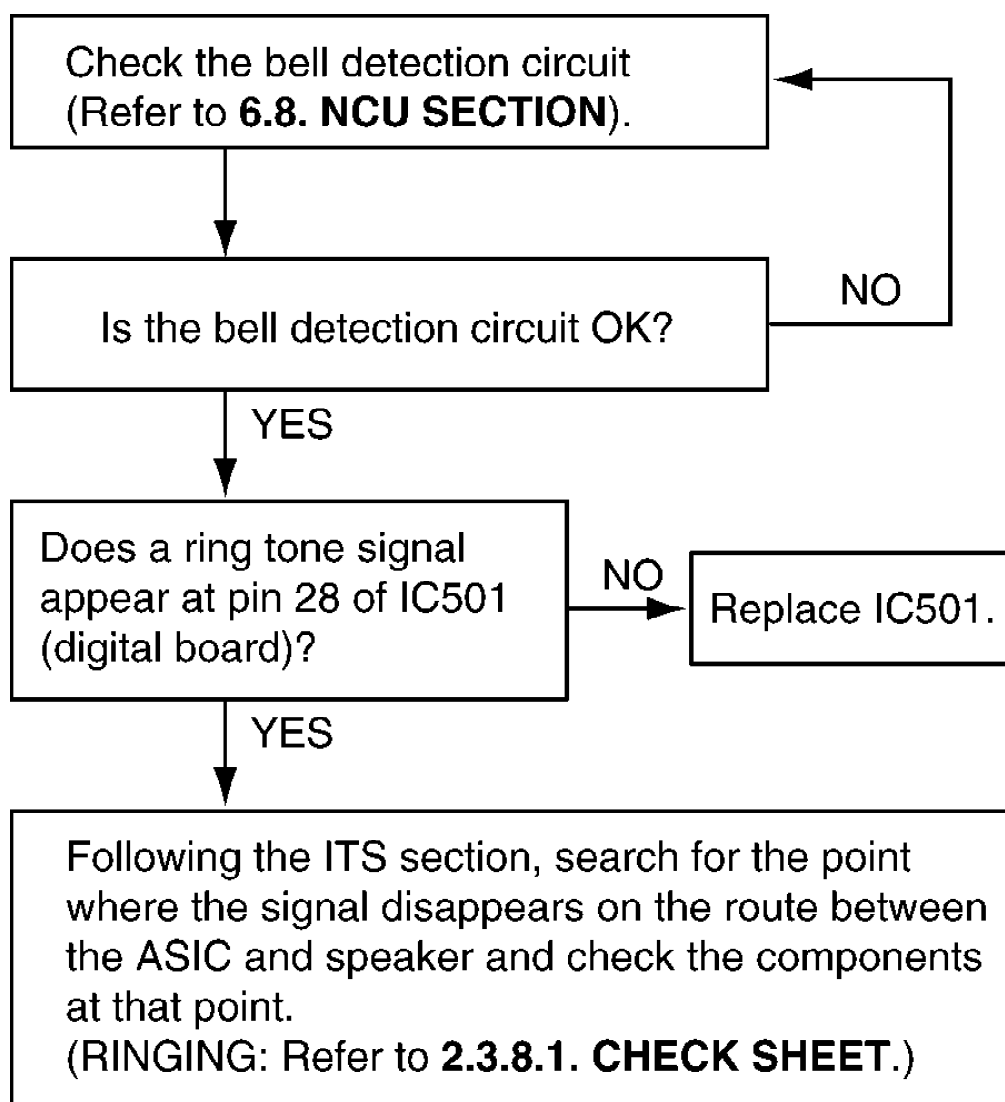 Check the bell detection circuit
(Refer to 6.8. NCU SECTION).
NO
Is the bell detection circuit OK?
YES
Does a ring tone signal
appear at pin 28 of IC501
(digital board)?
NO
Replace IC501.
YES
Following the ITS section, search for the point
where the signal disappears on the route between
the ASIC and speaker and check the components
at that point.
(RINGING: Refer to 2.3.8.1. CHECK SHEET.)